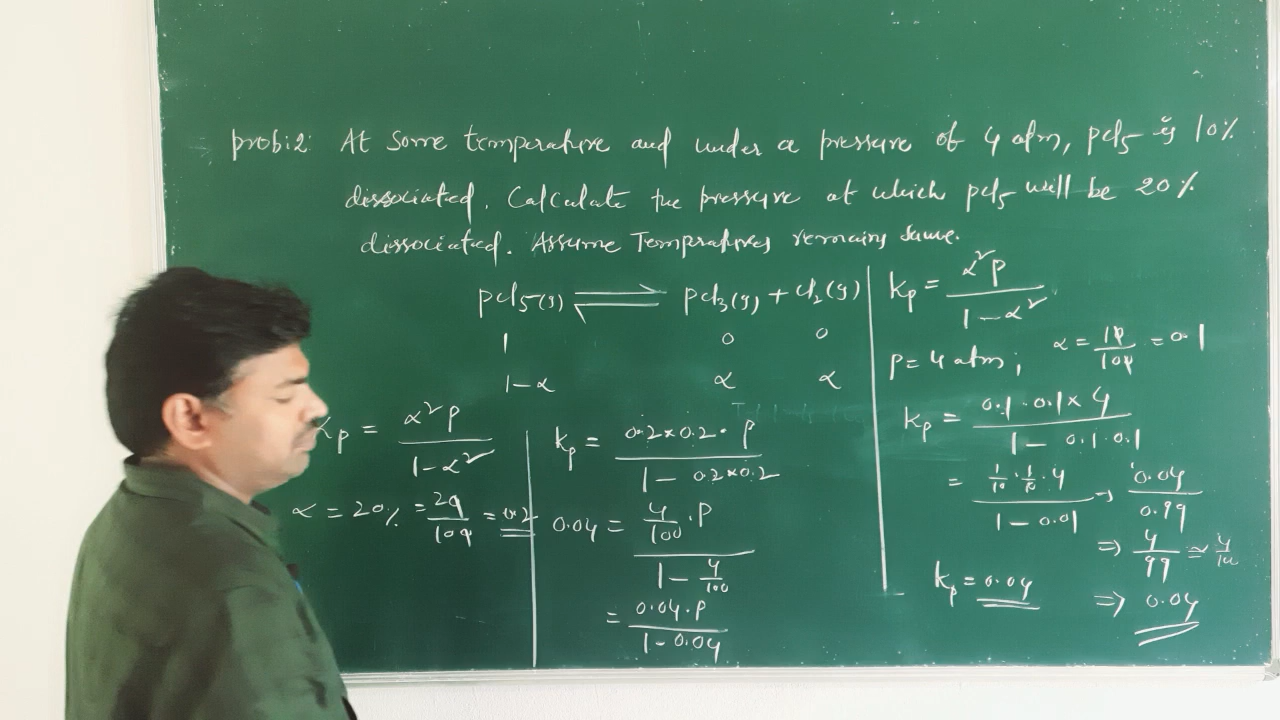 prob:2: At some temperature and under a pressure of 4 atm, pcl5 is 10%
dissociated. Calculate the pressure at which pcl5 will be 20%
dissociated. Assume Temperatures remains same.
pcl5(g) ⇌ pcl3(g) + cl2(g)
1 0 0
1-α α α
Kp = α²p / 1-α²
α = 20% = 20/100 = 0.2
kp = 0.2×0.2·p / 1-0.2×0.2
0.04 = 4/100·p / 1-4/100
= 0.04·p / 1-0.04
kp = α²p / 1-α²
p = 4 atm; α = 10/100 = 0.1
kp = 0.1·0.1×4 / 1-0.1·0.1
= 1/10·1/10·4 / 1-0.01 → 0.04 / 0.99
⇒ 4/99 ≃
kp = 0.04 ⇒ 0.04